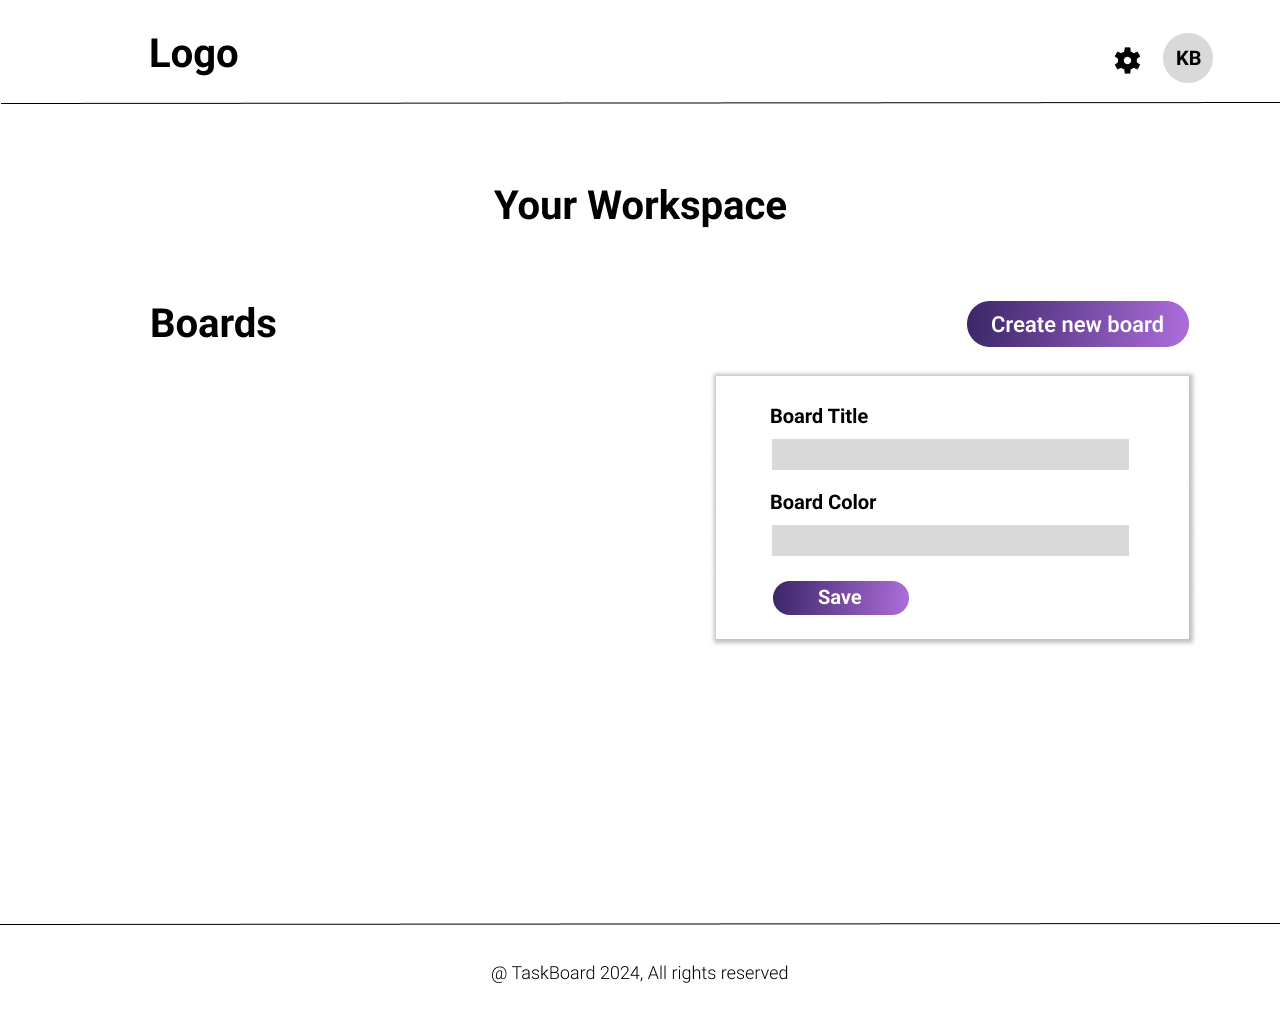 Logo
KB
Your Workspace
Boards
Create new board
Board Title
Board Color
Save
@ TaskBoard 2024, All rights reserved